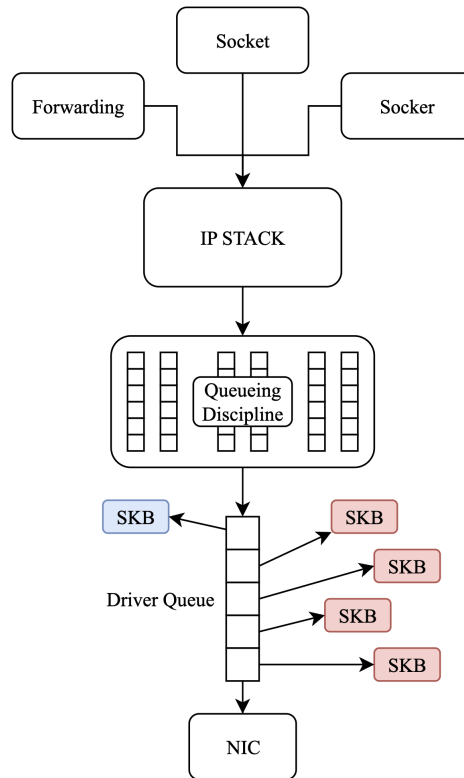 Socket
Forwarding
Socker
IP STACK
Queueing
Discipline
SKB
SKB
SKB
Driver Queue
SKB
SKB
NIC